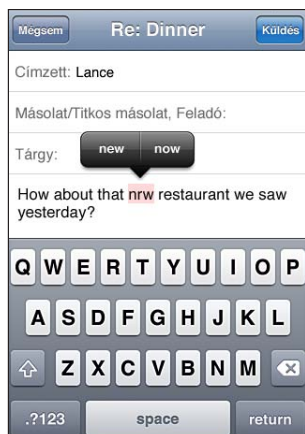 Mégsem Re: Dinner Küldés
Címzett: Lance
Másolat/Titkos másolat, Feladó:
Tárgy:
new now
How about that nrw restaurant we saw
yesterday?
Q W E R T Y U I O P
A S D F G H J K L
Z X C V B N M
.?123 space return